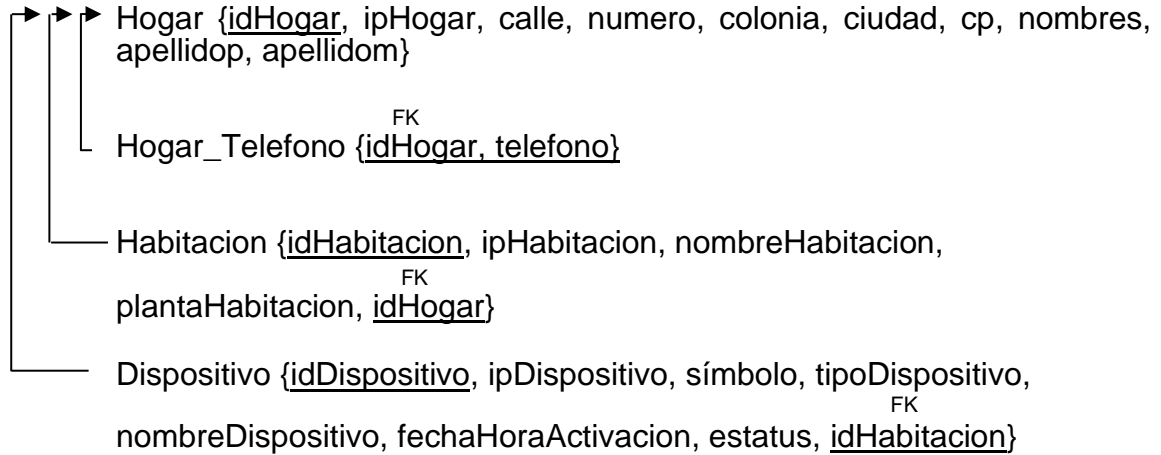 Hogar {idHogar, ipHogar, calle, numero, colonia, ciudad, cp, nombres,
apellidop, apellidom}
FK
Hogar_Telefono {idHogar, telefono}
Habitacion {idHabitacion, ipHabitacion, nombreHabitacion,
FK
plantaHabitacion, idHogar}
Dispositivo {idDispositivo, ipDispositivo, símbolo, tipoDispositivo,
FK
nombreDispositivo, fechaHoraActivacion, estatus, idHabitacion}